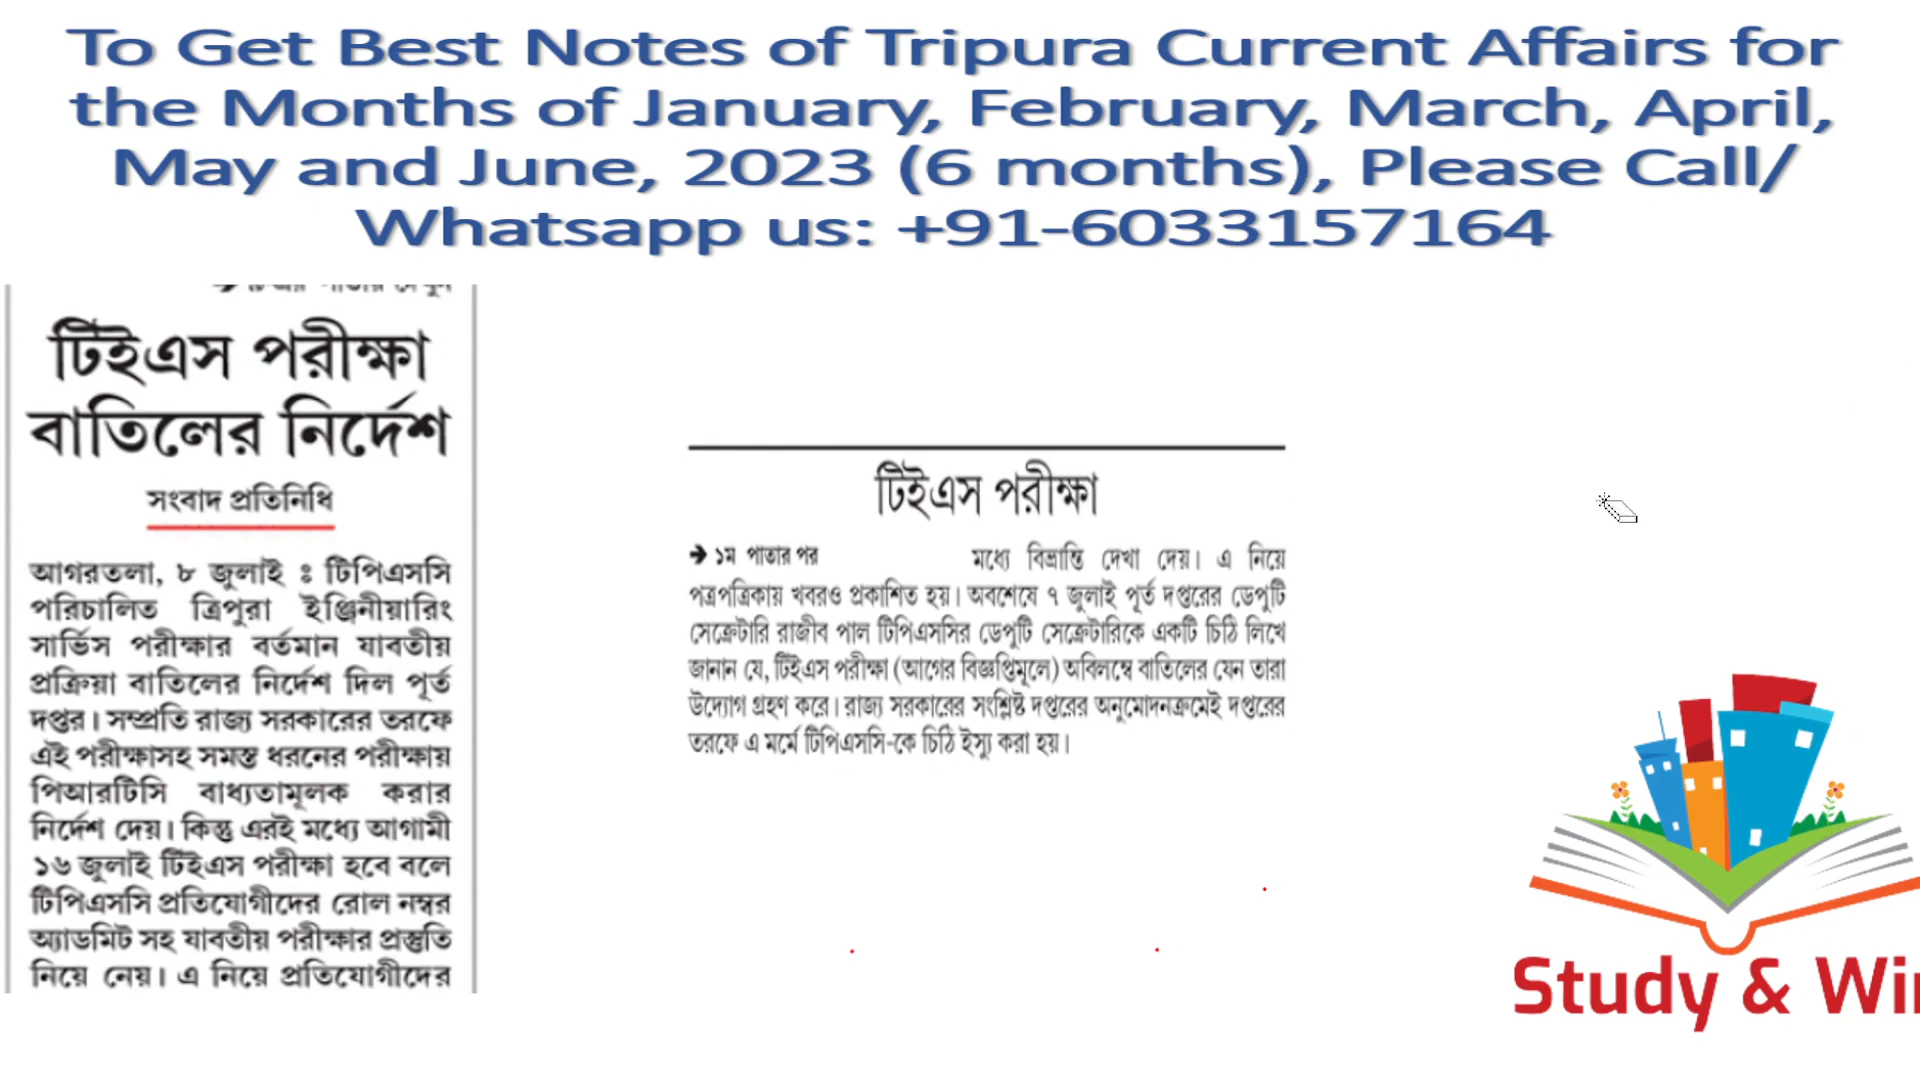 To Get Best Notes of Tripura Current Affairs for
the Months of January, February, March, April,
May and June, 2023 (6 months), Please Call/
Whatsapp us: +91-6033157164
টিইএস পরীক্ষা
বাতিলের নির্দেশ
সংবাদ প্রতিনিধি
আগরতলা, ৮ জুলাই ঃ টিপিএসসি
পরিচালিত ত্রিপুরা ইঞ্জিনীয়ারিং
সার্ভিস পরীক্ষার বর্তমান যাবতীয়
প্রক্রিয়া বাতিলের নির্দেশ দিল পূর্ত
দপ্তর। সম্প্রতি রাজ্য সরকারের তরফে
এই পরীক্ষাসহ সমস্ত ধরনের পরীক্ষায়
পিআরটিসি বাধ্যতামূলক করার
নির্দেশ দেয়। কিন্তু এরই মধ্যে আগামী
১৬ জুলাই টিইএস পরীক্ষা হবে বলে
টিপিএসসি প্রতিযোগীদের রোল নম্বর
অ্যাডমিট সহ যাবতীয় পরীক্ষার প্রস্তুতি
নিয়ে নেয়। এ নিয়ে প্রতিযোগীদের
টিইএস পরীক্ষা
➔ ১ম পাতার পর মধ্যে বিভ্রান্তি দেখা দেয়। এ নিয়ে
পত্রপত্রিকায় খবরও প্রকাশিত হয়। অবশেষে ৭ জুলাই পূর্ত দপ্তরের ডেপুটি
সেক্রেটারি রাজীব পাল টিপিএসসির ডেপুটি সেক্রেটারিকে একটি চিঠি লিখে
জানান যে, টিইএস পরীক্ষা (আগের বিজ্ঞপ্তিমূলে) অবিলম্বে বাতিলের যেন তারা
উদ্যোগ গ্রহণ করে। রাজ্য সরকারের সংশ্লিষ্ট দপ্তরের অনুমোদনক্রমেই দপ্তরের
তরফে এ মর্মে টিপিএসসি-কে চিঠি ইস্যু করা হয়।
Study & Wi